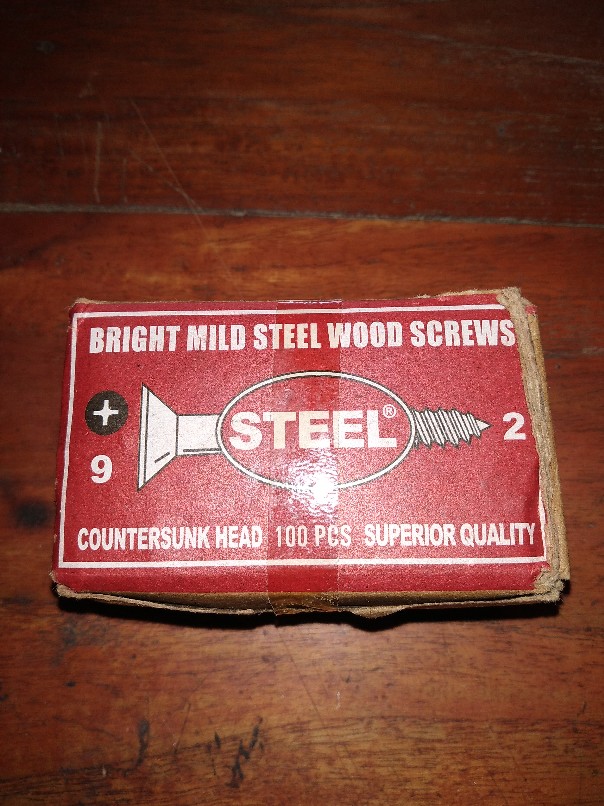 BRIGHT MILD STEEL WOOD SCREWS
STEEL®
9
2
COUNTERSUNK HEAD 100 PCS SUPERIOR QUALITY